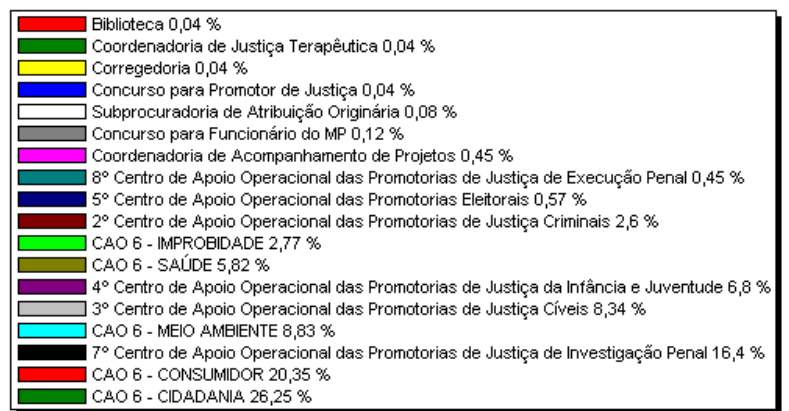 Biblioteca 0,04 %
Coordenadoria de Justiça Terapêutica 0,04 %
Corregedoria 0,04 %
Concurso para Promotor de Justiça 0,04 %
Subprocuradoria de Atribuição Originária 0,08 %
Concurso para Funcionário do MP 0,12 %
Coordenadoria de Acompanhamento de Projetos 0,45 %
8º Centro de Apoio Operacional das Promotorias de Justiça de Execução Penal 0,45 %
5º Centro de Apoio Operacional das Promotorias Eleitorais 0,57 %
2º Centro de Apoio Operacional das Promotorias de Justiça Criminais 2,6 %
CAO 6 - IMPROBIDADE 2,77 %
CAO 6 - SAÚDE 5,82 %
4º Centro de Apoio Operacional das Promotorias de Justiça da Infância e Juventude 6,8 %
3º Centro de Apoio Operacional das Promotorias de Justiça Cíveis 8,34 %
CAO 6 - MEIO AMBIENTE 8,83 %
7º Centro de Apoio Operacional das Promotorias de Justiça de Investigação Penal 16,4 %
CAO 6 - CONSUMIDOR 20,35 %
CAO 6 - CIDADANIA 26,25 %